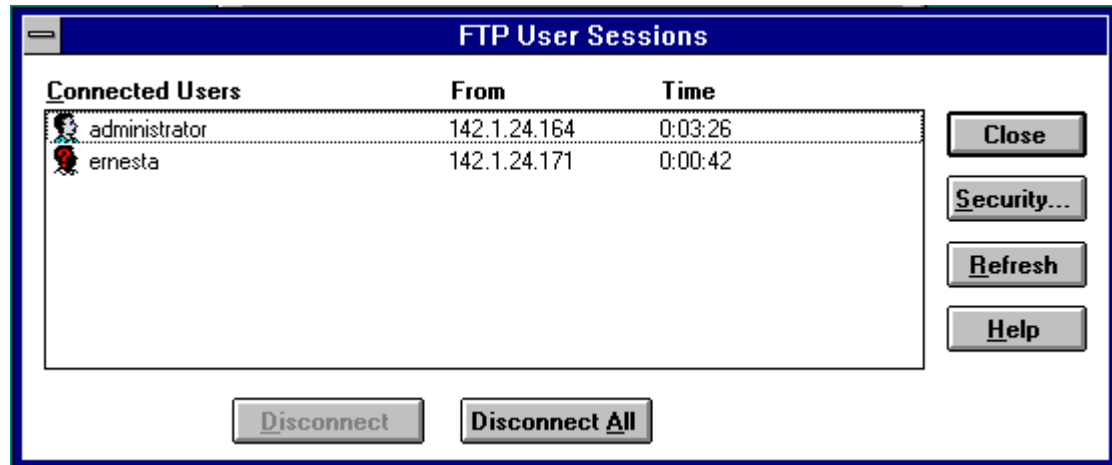 FTP User Sessions
Connected Users From Time
administrator 142.1.24.164 0:03:26
ernesta 142.1.24.171 0:00:42
Close
Security...
Refresh
Help
Disconnect Disconnect All